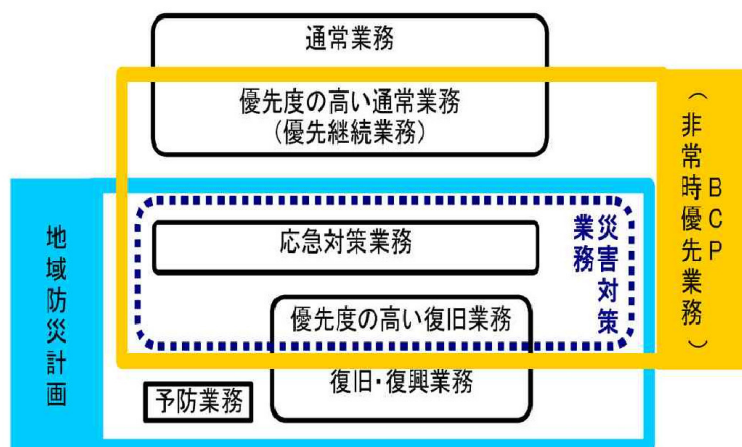 通常業務
優先度の高い通常業務
(優先継続業務)
BCP
(非常時優先業務)
地域防災計画
災害対策
業務
応急対策業務
優先度の高い復旧業務
復旧・復興業務
予防業務